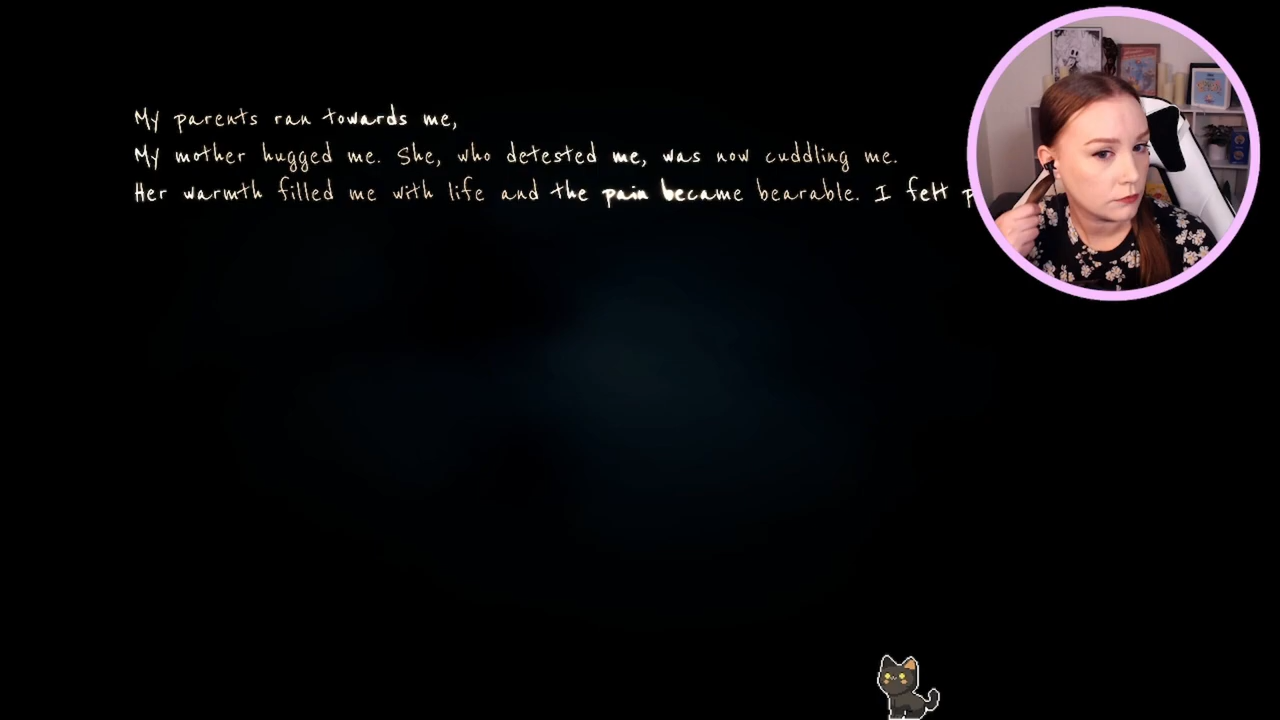 My parents ran towards me,
My mother hugged me. She, who detested me, was now cuddling me.
Her warmth filled me with life and the pain became bearable. I felt